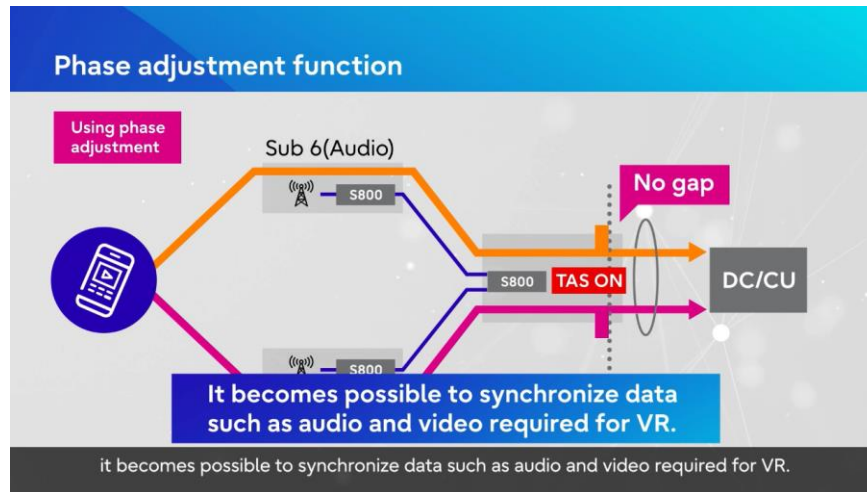 Phase adjustment function
Using phase
adjustment
Sub 6(Audio)
S800
No gap
S800
TAS ON
DC/CU
S800
It becomes possible to synchronize data
such as audio and video required for VR.
it becomes possible to synchronize data such as audio and video required for VR.